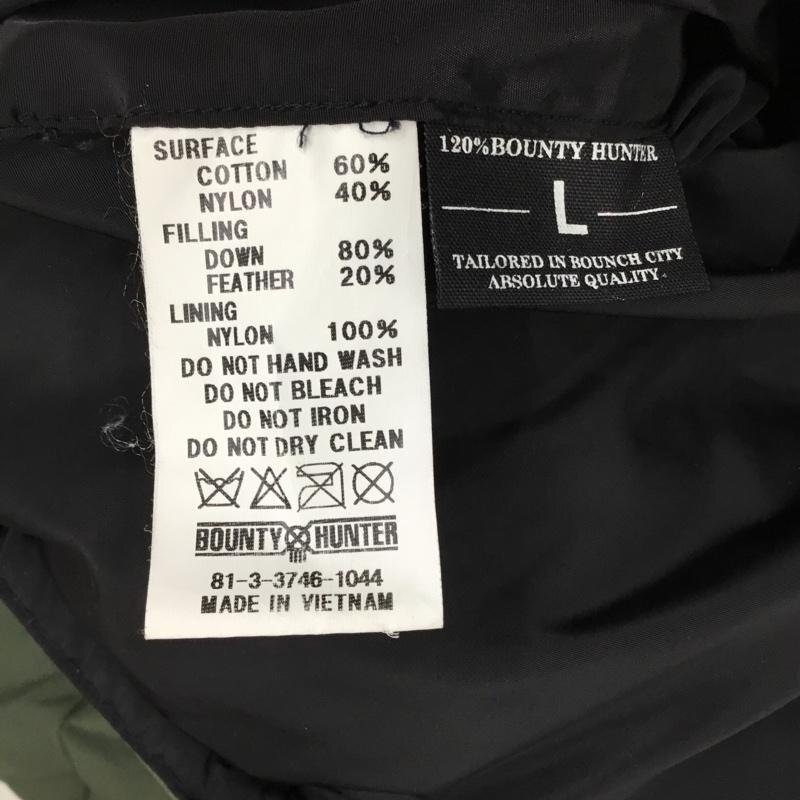 SURFACE
COTTON 60%
NYLON 40%
FILLING
DOWN 80%
FEATHER 20%
LINING
NYLON 100%
DO NOT HAND WASH
DO NOT BLEACH
DO NOT IRON
DO NOT DRY CLEAN
BOUNTY HUNTER
81-3-3746-1044
MADE IN VIETNAM
120% BOUNTY HUNTER
L
TAILORED IN BOUNCH CITY
ABSOLUTE QUALITY